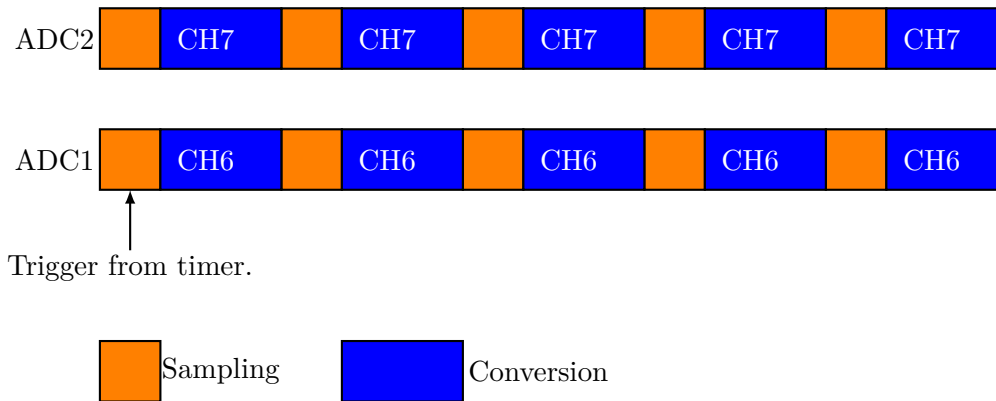 ADC2 CH7 CH7 CH7 CH7 CH7
ADC1 CH6 CH6 CH6 CH6 CH6
Trigger from timer.
Sampling Conversion